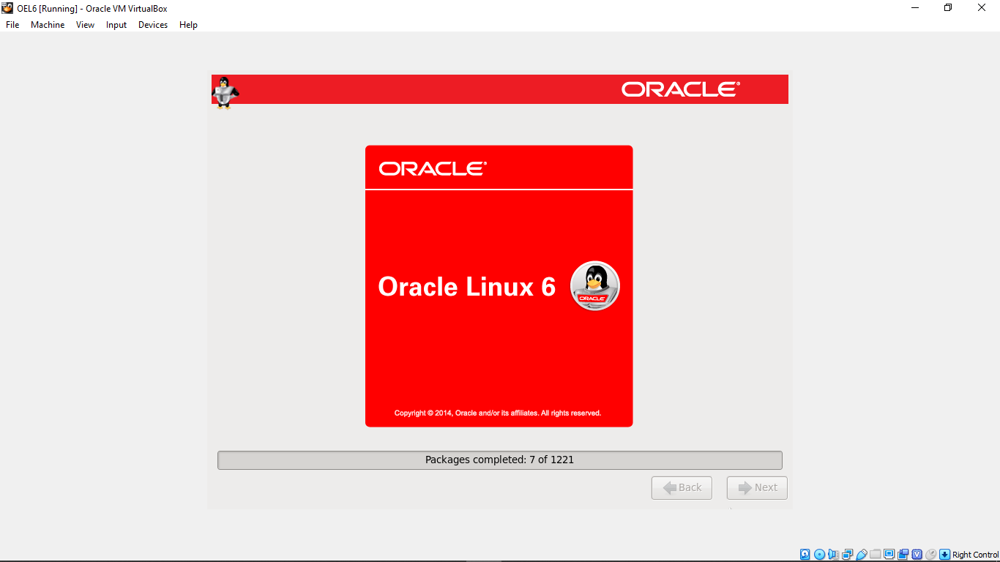 OEL6 [Running] - Oracle VM VirtualBox
File Machine View Input Devices Help
ORACLE®
ORACLE®
Oracle Linux 6
ORACLE
Copyright © 2014, Oracle and/or its affiliates. All rights reserved.
Packages completed: 7 of 1221
Back Next
Right Control